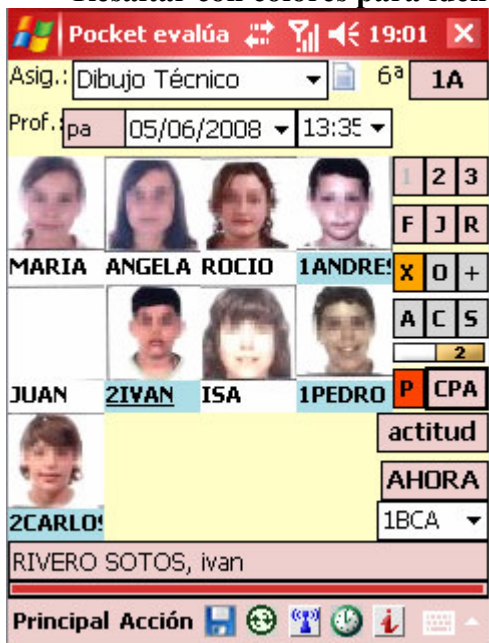 Pocket evalúa 19:01 X
Asig.: Dibujo Técnico 6ª 1A
Prof.: pa 05/06/2008 13:35
1 2 3
F J R
MARIA ANGELA ROCIO 1ANDRES
X O +
A C S
2
JUAN 2IVAN ISA 1PEDRO P CPA
actitud
AHORA
2CARLOS 1BCA
RIVERO SOTOS, ivan
Principal Acción